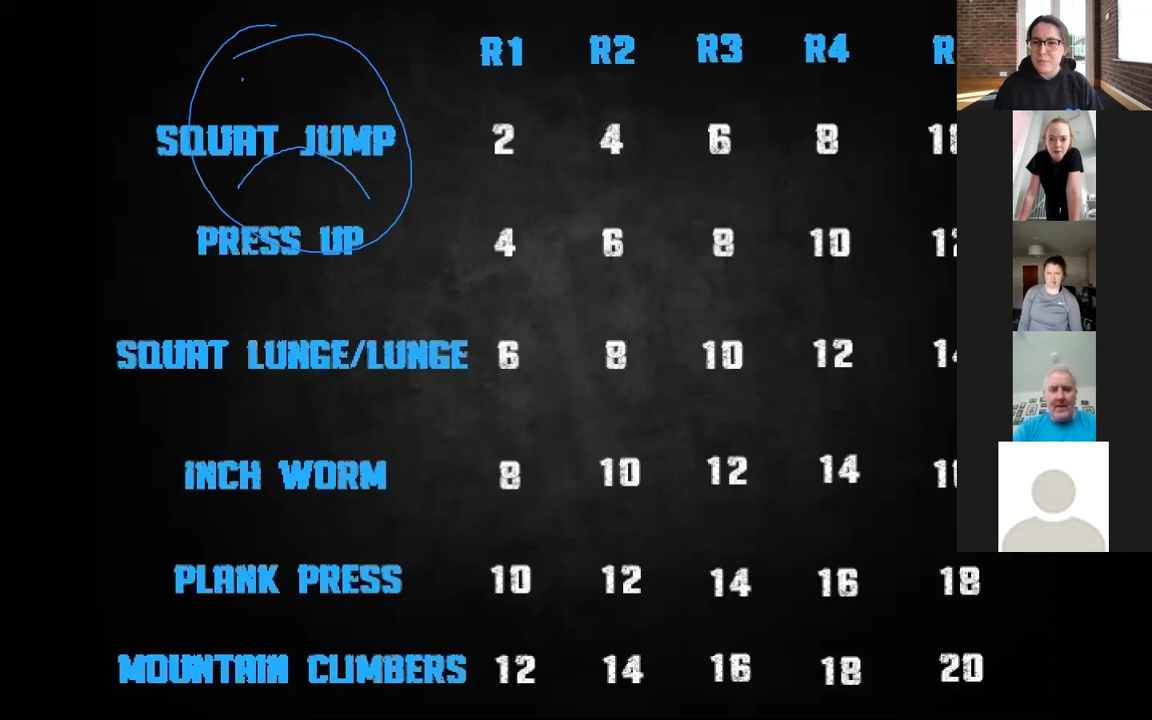 R1 R2 R3 R4
SQUAT JUMP 2 4 6 8
PRESS UP 4 6 8 10
SQUAT LUNGE/LUNGE 6 8 10 12
INCH WORM 8 10 12 14
PLANK PRESS 10 12 14 16 18
MOUNTAIN CLIMBERS 12 14 16 18 20